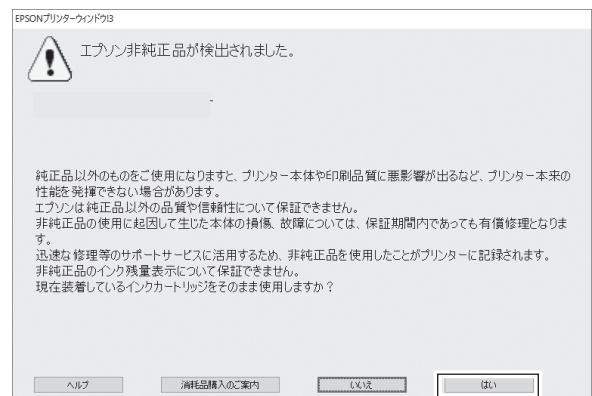 EPSONプリンターウィンドウ!3
エプソン非純正品が検出されました。
-
純正品以外のものをご使用になりますと、プリンター本体や印刷品質に悪影響が出るなど、プリンター本来の
性能を発揮できない場合があります。
エプソンは純正品以外の品質や信頼性について保証できません。
非純正品の使用に起因して生じた本体の損傷、故障については、保証期間内であっても有償修理となりま
す。
迅速な修理等のサポートサービスに活用するため、非純正品を使用したことがプリンターに記録されます。
非純正品のインク残量表示について保証できません。
現在装着しているインクカートリッジをそのまま使用しますか？
ヘルプ 消耗品購入のご案内 いいえ はい